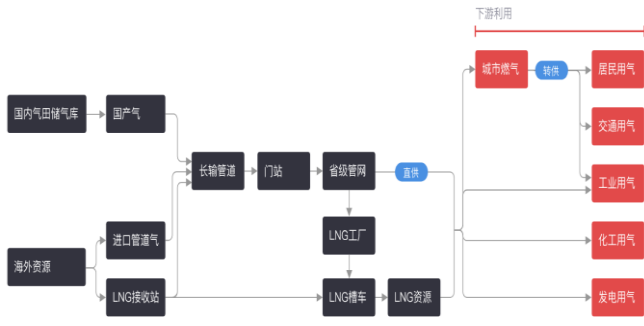 下游利用
城市燃气
转供
居民用气
国内气田储气库
国产气
交通用气
长输管道
门站
省级管网
直供
工业用气
LNG工厂
进口管道气
化工用气
海外资源
LNG接收站
LNG槽车
LNG资源
发电用气